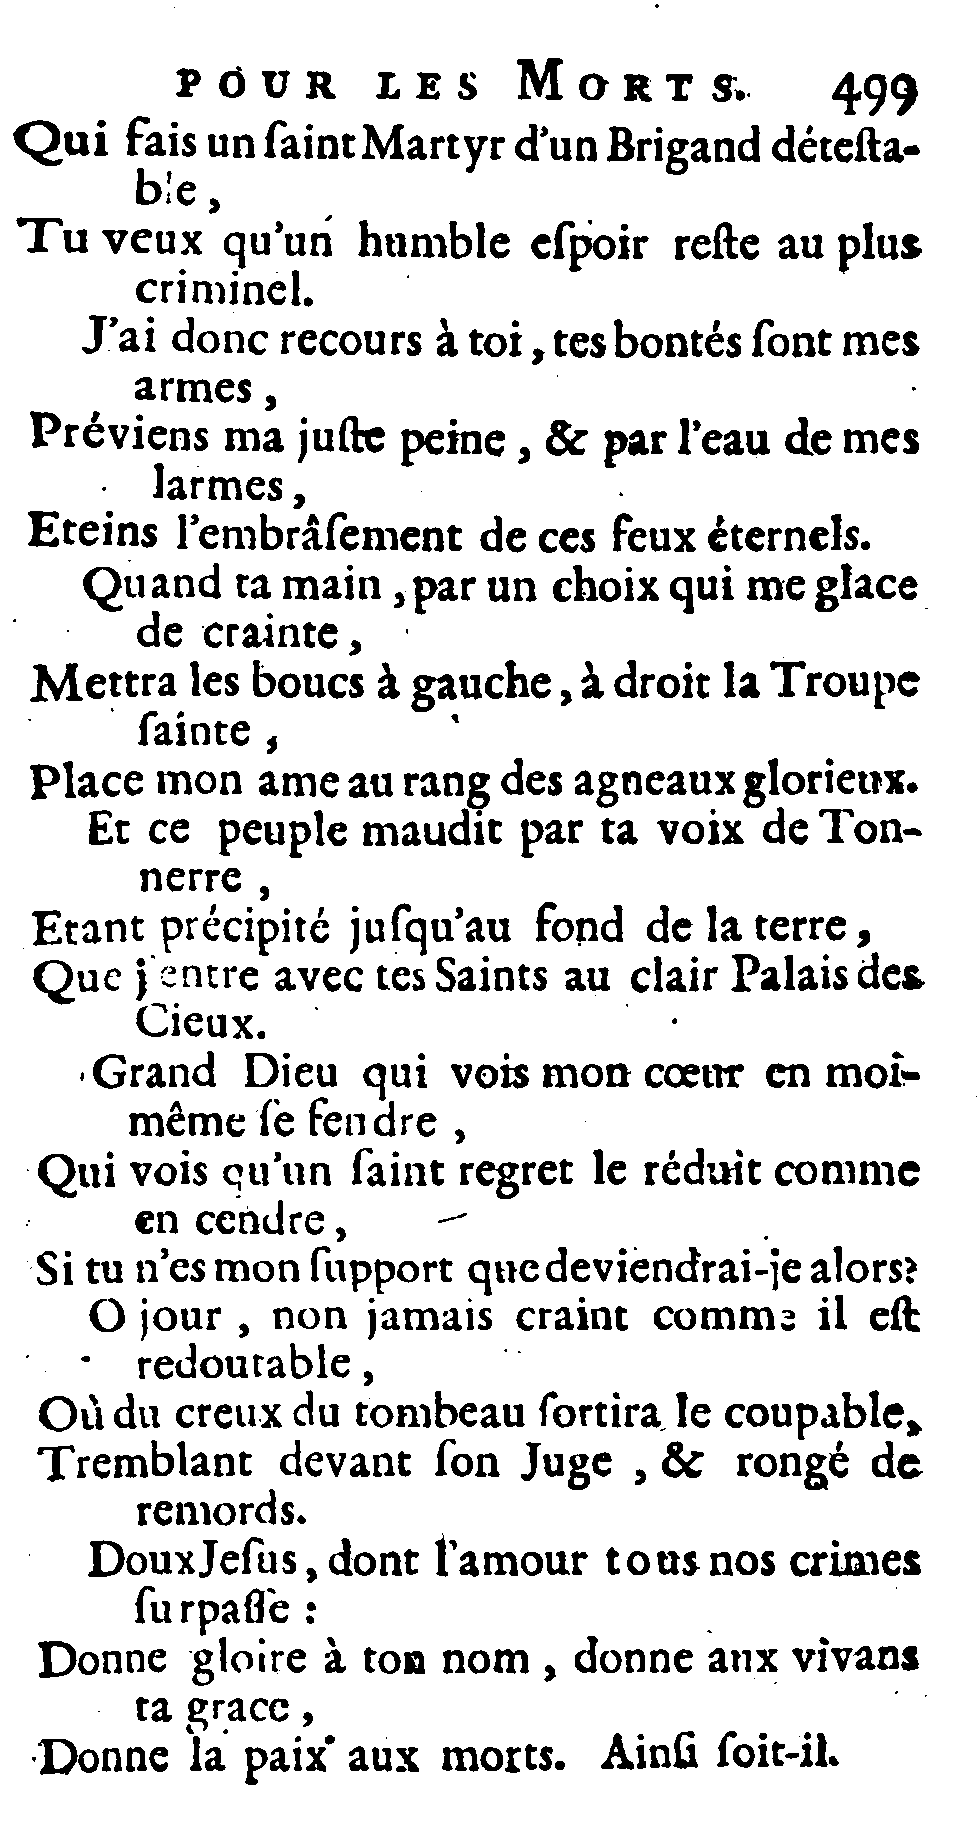 POUR LES MORTS. 499
Qui fais un ſaint Martyr d'un Brigand déteſta-
ble,
Tu veux qu'un humble eſpoir reſte au plus
criminel.
J'ai donc recours à toi, tes bontés ſont mes
armes,
Préviens ma juſte peine, & par l'eau de mes
larmes,
Eteins l'embrâſement de ces feux éternels.
Quand ta main, par un choix qui me glace
de crainte,
Mettra les boucs à gauche, à droit la Troupe
ſainte,
Place mon ame au rang des agneaux glorieux.
Et ce peuple maudit par ta voix de Ton-
nerre,
Etant précipité juſqu'au fond de la terre,
Que j'entre avec tes Saints au clair Palais des
Cieux.
Grand Dieu qui vois mon cœur en moi-
même ſe fendre,
Qui vois qu'un ſaint regret le réduit comme
en cendre,
Si tu n'es mon ſupport que deviendrai-je alors?
O jour, non jamais craint comme il eſt
redoutable,
Où du creux du tombeau ſortira le coupable,
Tremblant devant ſon Juge, & rongé de
remords.
Doux Jeſus, dont l'amour tous nos crimes
ſurpaſſe :
Donne gloire à ton nom, donne aux vivans
ta grace,
Donne la paix aux morts. Ainſi ſoit-il.